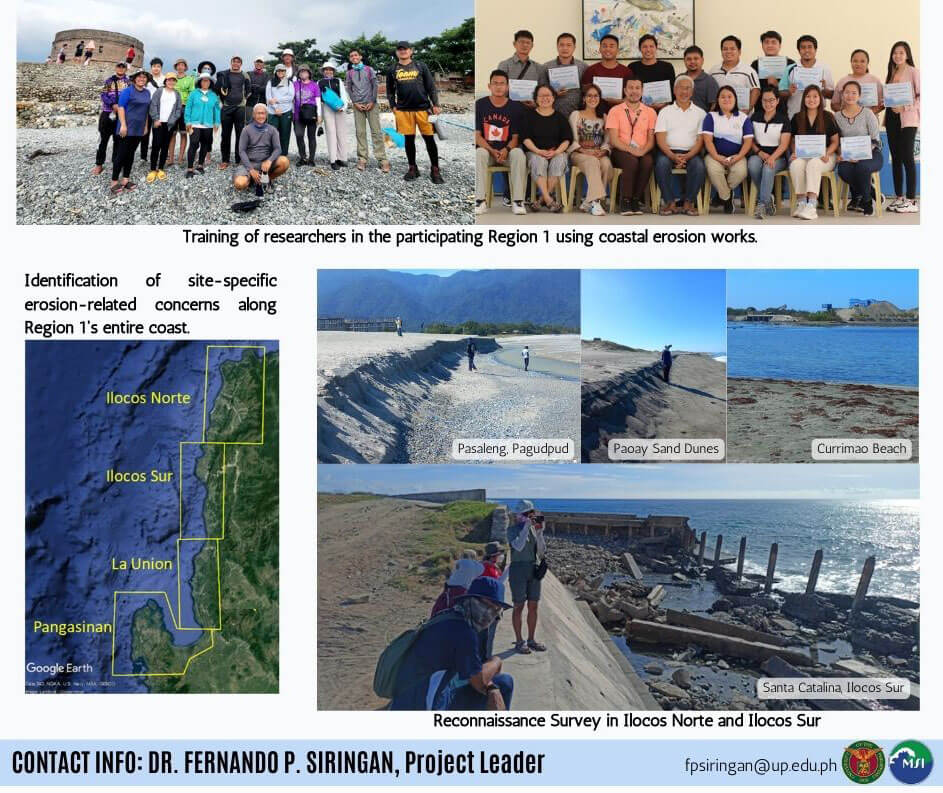 Training of researchers in the participating Region 1 using coastal erosion works.
Identification of site-specific
erosion-related concerns along
Region 1's entire coast.
Ilocos Norte
Ilocos Sur
La Union
Pangasinan
Google Earth
Pasaleng, Pagudpud
Paoay Sand Dunes
Currimao Beach
Santa Catalina, Ilocos Sur
Reconnaissance Survey in Ilocos Norte and Ilocos Sur
CONTACT INFO: DR. FERNANDO P. SIRINGAN, Project Leader
fpsiringan@up.edu.ph
MSI
CANADA